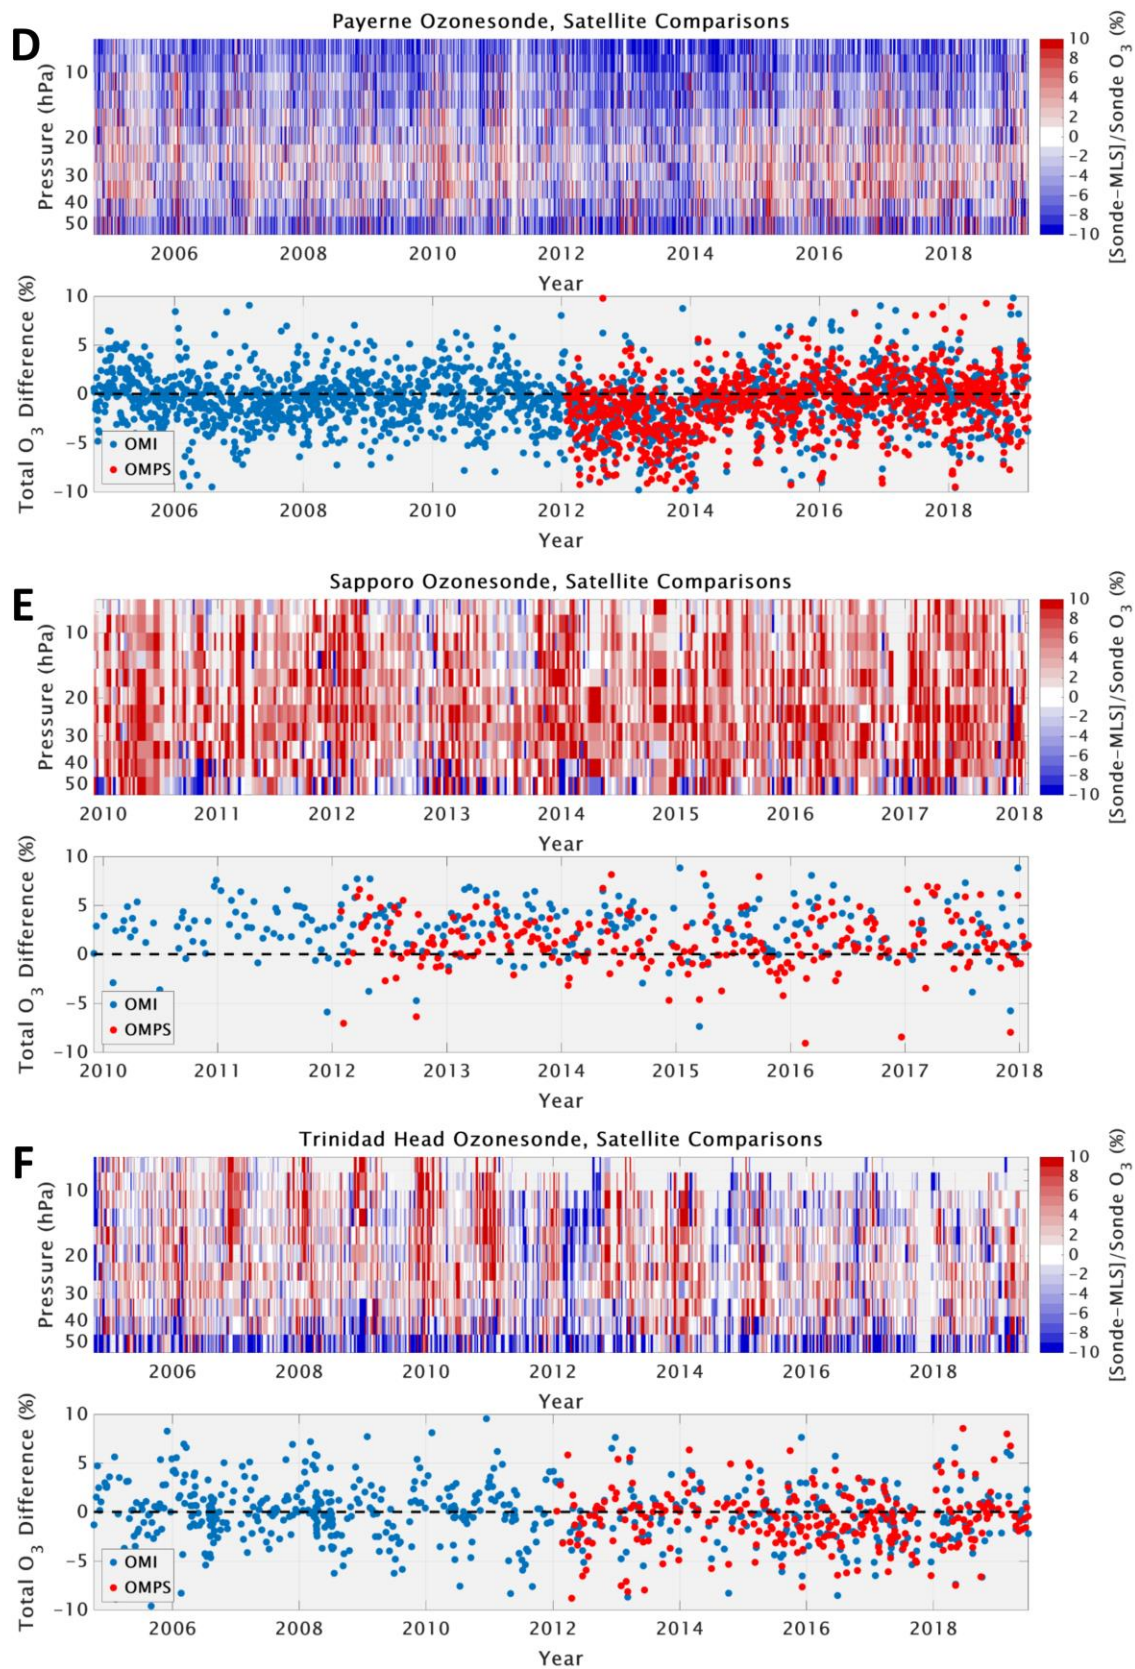 D
Payerne Ozonesonde, Satellite Comparisons
Pressure (hPa)
10
20
30
40
50
2006 2008 2010 2012 2014 2016 2018
Year
10
8
6
4
2
0
−2
−4
−6
−8
−10
[Sonde−MLS]/Sonde O3 (%)
Total O3 Difference (%)
10
5
0
−5
−10
OMI
OMPS
2006 2008 2010 2012 2014 2016 2018
Year
E
Sapporo Ozonesonde, Satellite Comparisons
Pressure (hPa)
10
20
30
40
50
2010 2011 2012 2013 2014 2015 2016 2017 2018
Year
10
8
6
4
2
0
−2
−4
−6
−8
−10
[Sonde−MLS]/Sonde O3 (%)
Total O3 Difference (%)
10
5
0
−5
−10
OMI
OMPS
2010 2011 2012 2013 2014 2015 2016 2017 2018
Year
F
Trinidad Head Ozonesonde, Satellite Comparisons
Pressure (hPa)
10
20
30
40
50
2006 2008 2010 2012 2014 2016 2018
Year
10
8
6
4
2
0
−2
−4
−6
−8
−10
[Sonde−MLS]/Sonde O3 (%)
Total O3 Difference (%)
10
5
0
−5
−10
OMI
OMPS
2006 2008 2010 2012 2014 2016 2018
Year